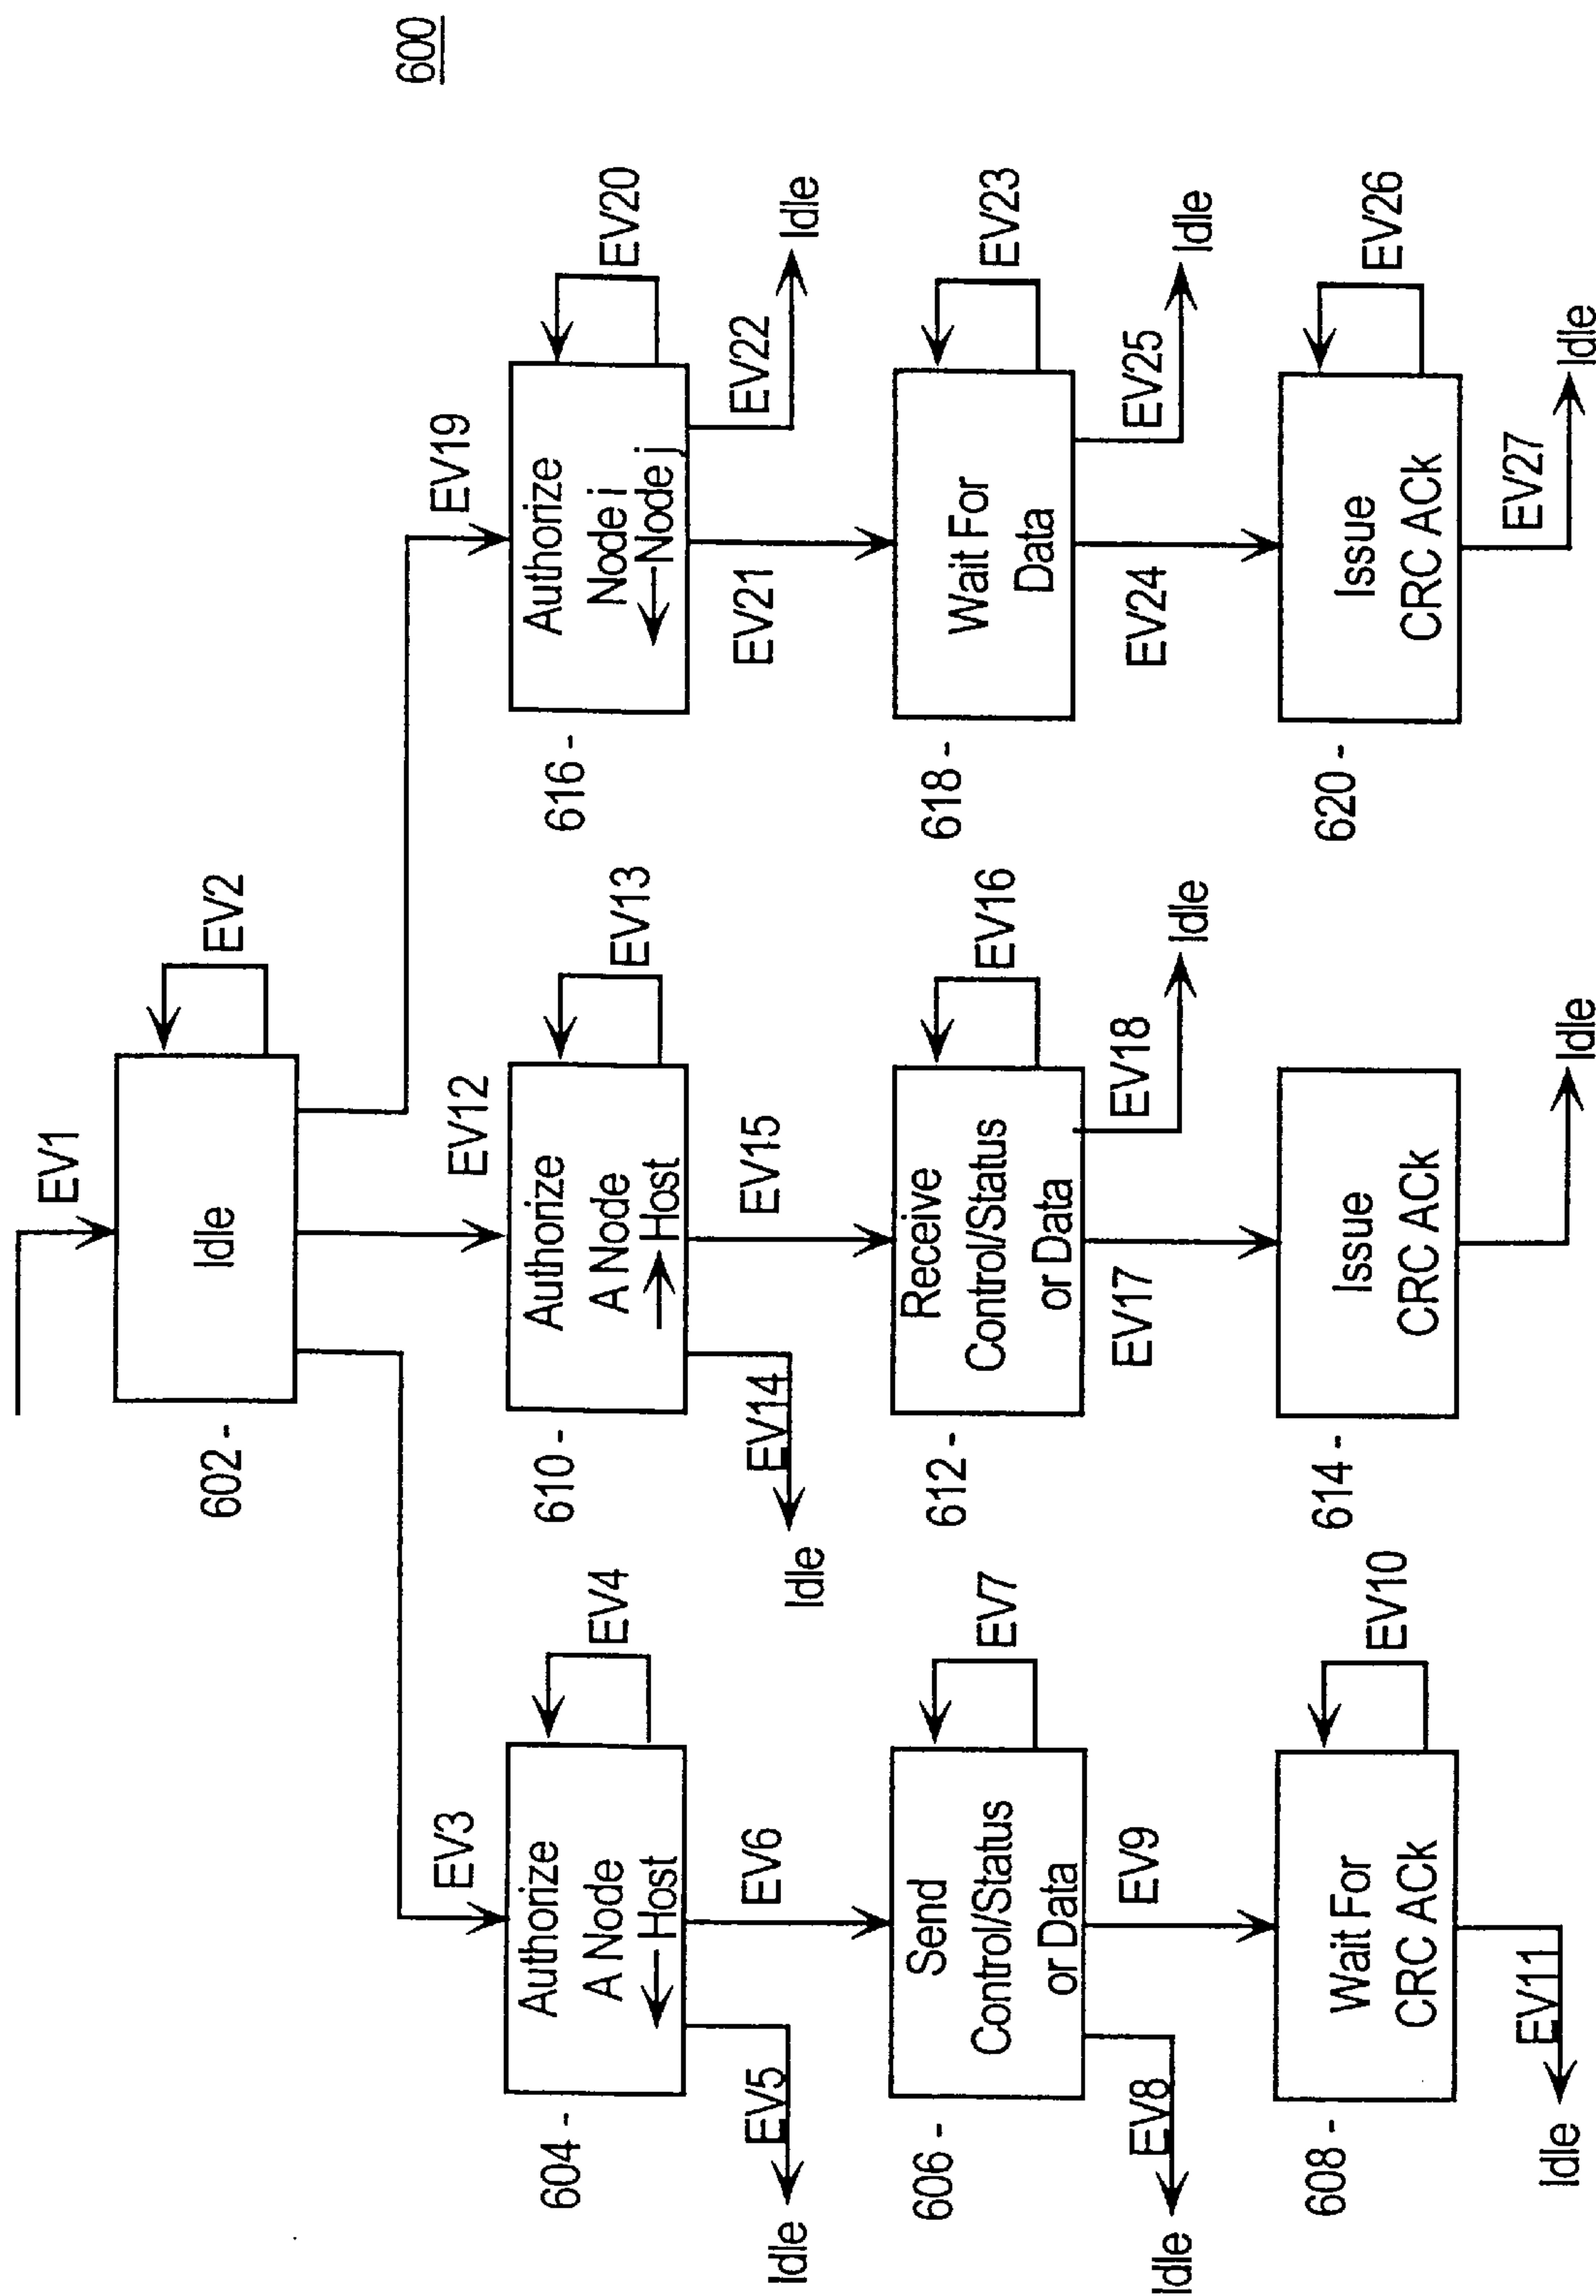 600
EV1
602 -
Idle
EV2
EV3
EV12
EV19
604 -
Authorize
A Node
← Host
EV4
EV5
Idle
EV6
610 -
Authorize
A Node
→ Host
EV13
EV14
Idle
EV15
616 -
Authorize
Node i
← Node j
EV20
EV21
EV22
Idle
606 -
Send
Control/Status
or Data
EV7
EV8
Idle
EV9
612 -
Receive
Control/Status
or Data
EV16
EV17
EV18
Idle
618 -
Wait For
Data
EV23
EV24
EV25
Idle
608 -
Wait For
CRC ACk
EV10
EV11
Idle
614 -
Issue
CRC ACk
Idle
620 -
Issue
CRC ACk
EV26
EV27
Idle